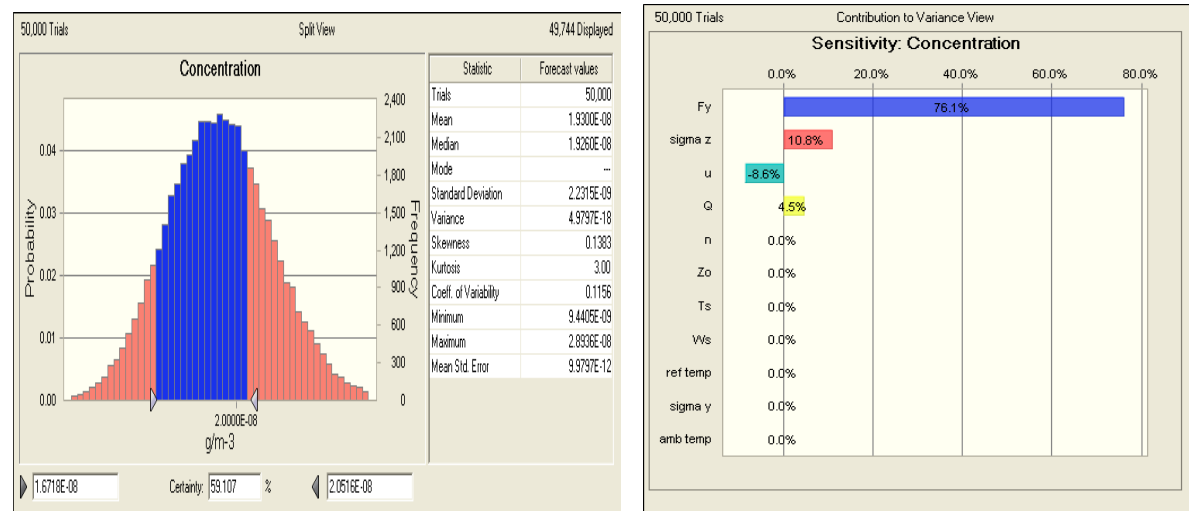 50,000 Trials Split View 49,744 Displayed
Concentration
Probability
0.04
0.03
0.02
0.01
0.00
2,400
2,100
1,800
1,500
1,200
900
600
300
0
Frequency
2.0000E-08
g/m-3
Statistic Forecast values
Trials 50,000
Mean 1.9300E-08
Median 1.9260E-08
Mode ---
Standard Deviation 2.2315E-09
Variance 4.9797E-18
Skewness 0.1383
Kurtosis 3.00
Coeff. of Variability 0.1156
Minimum 9.4405E-09
Maximum 2.8936E-08
Mean Std. Error 9.9797E-12
1.6718E-08 Certainty: 59.107 % 2.0516E-08
50,000 Trials Contribution to Variance View
Sensitivity: Concentration
0.0% 20.0% 40.0% 60.0% 80.0%
Fy 76.1%
sigma z 10.8%
u -8.6%
Q 4.5%
n 0.0%
Zo 0.0%
Ts 0.0%
Ws 0.0%
ref temp 0.0%
sigma y 0.0%
amb temp 0.0%